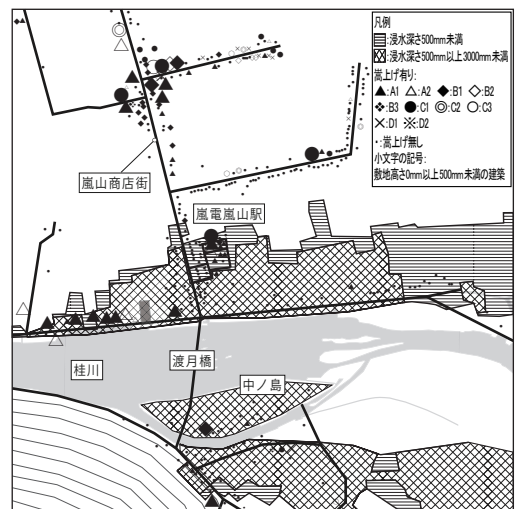 凡例
:浸水深さ500mm未満
:浸水深さ500mm以上3000mm未満
嵩上げ有り:
▲:A1 △:A2 ◆:B1 ◇:B2
❖:B3 ●:C1 ◎:C2 ○:C3
×:D1 ※:D2
・:嵩上げ無し
小文字の記号:
敷地高さ0mm以上500mm未満の建築
嵐山商店街
嵐電嵐山駅
渡月橋
中ノ島
桂川